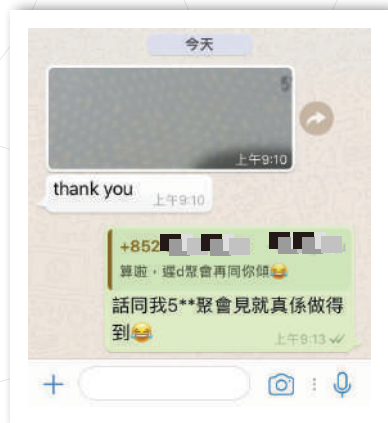 今天
上午9:10
thank you
上午9:10
+852
算啦，遲d聚會再同你傾😂
話同我5**聚會見就真係做得
到😂
上午9:13